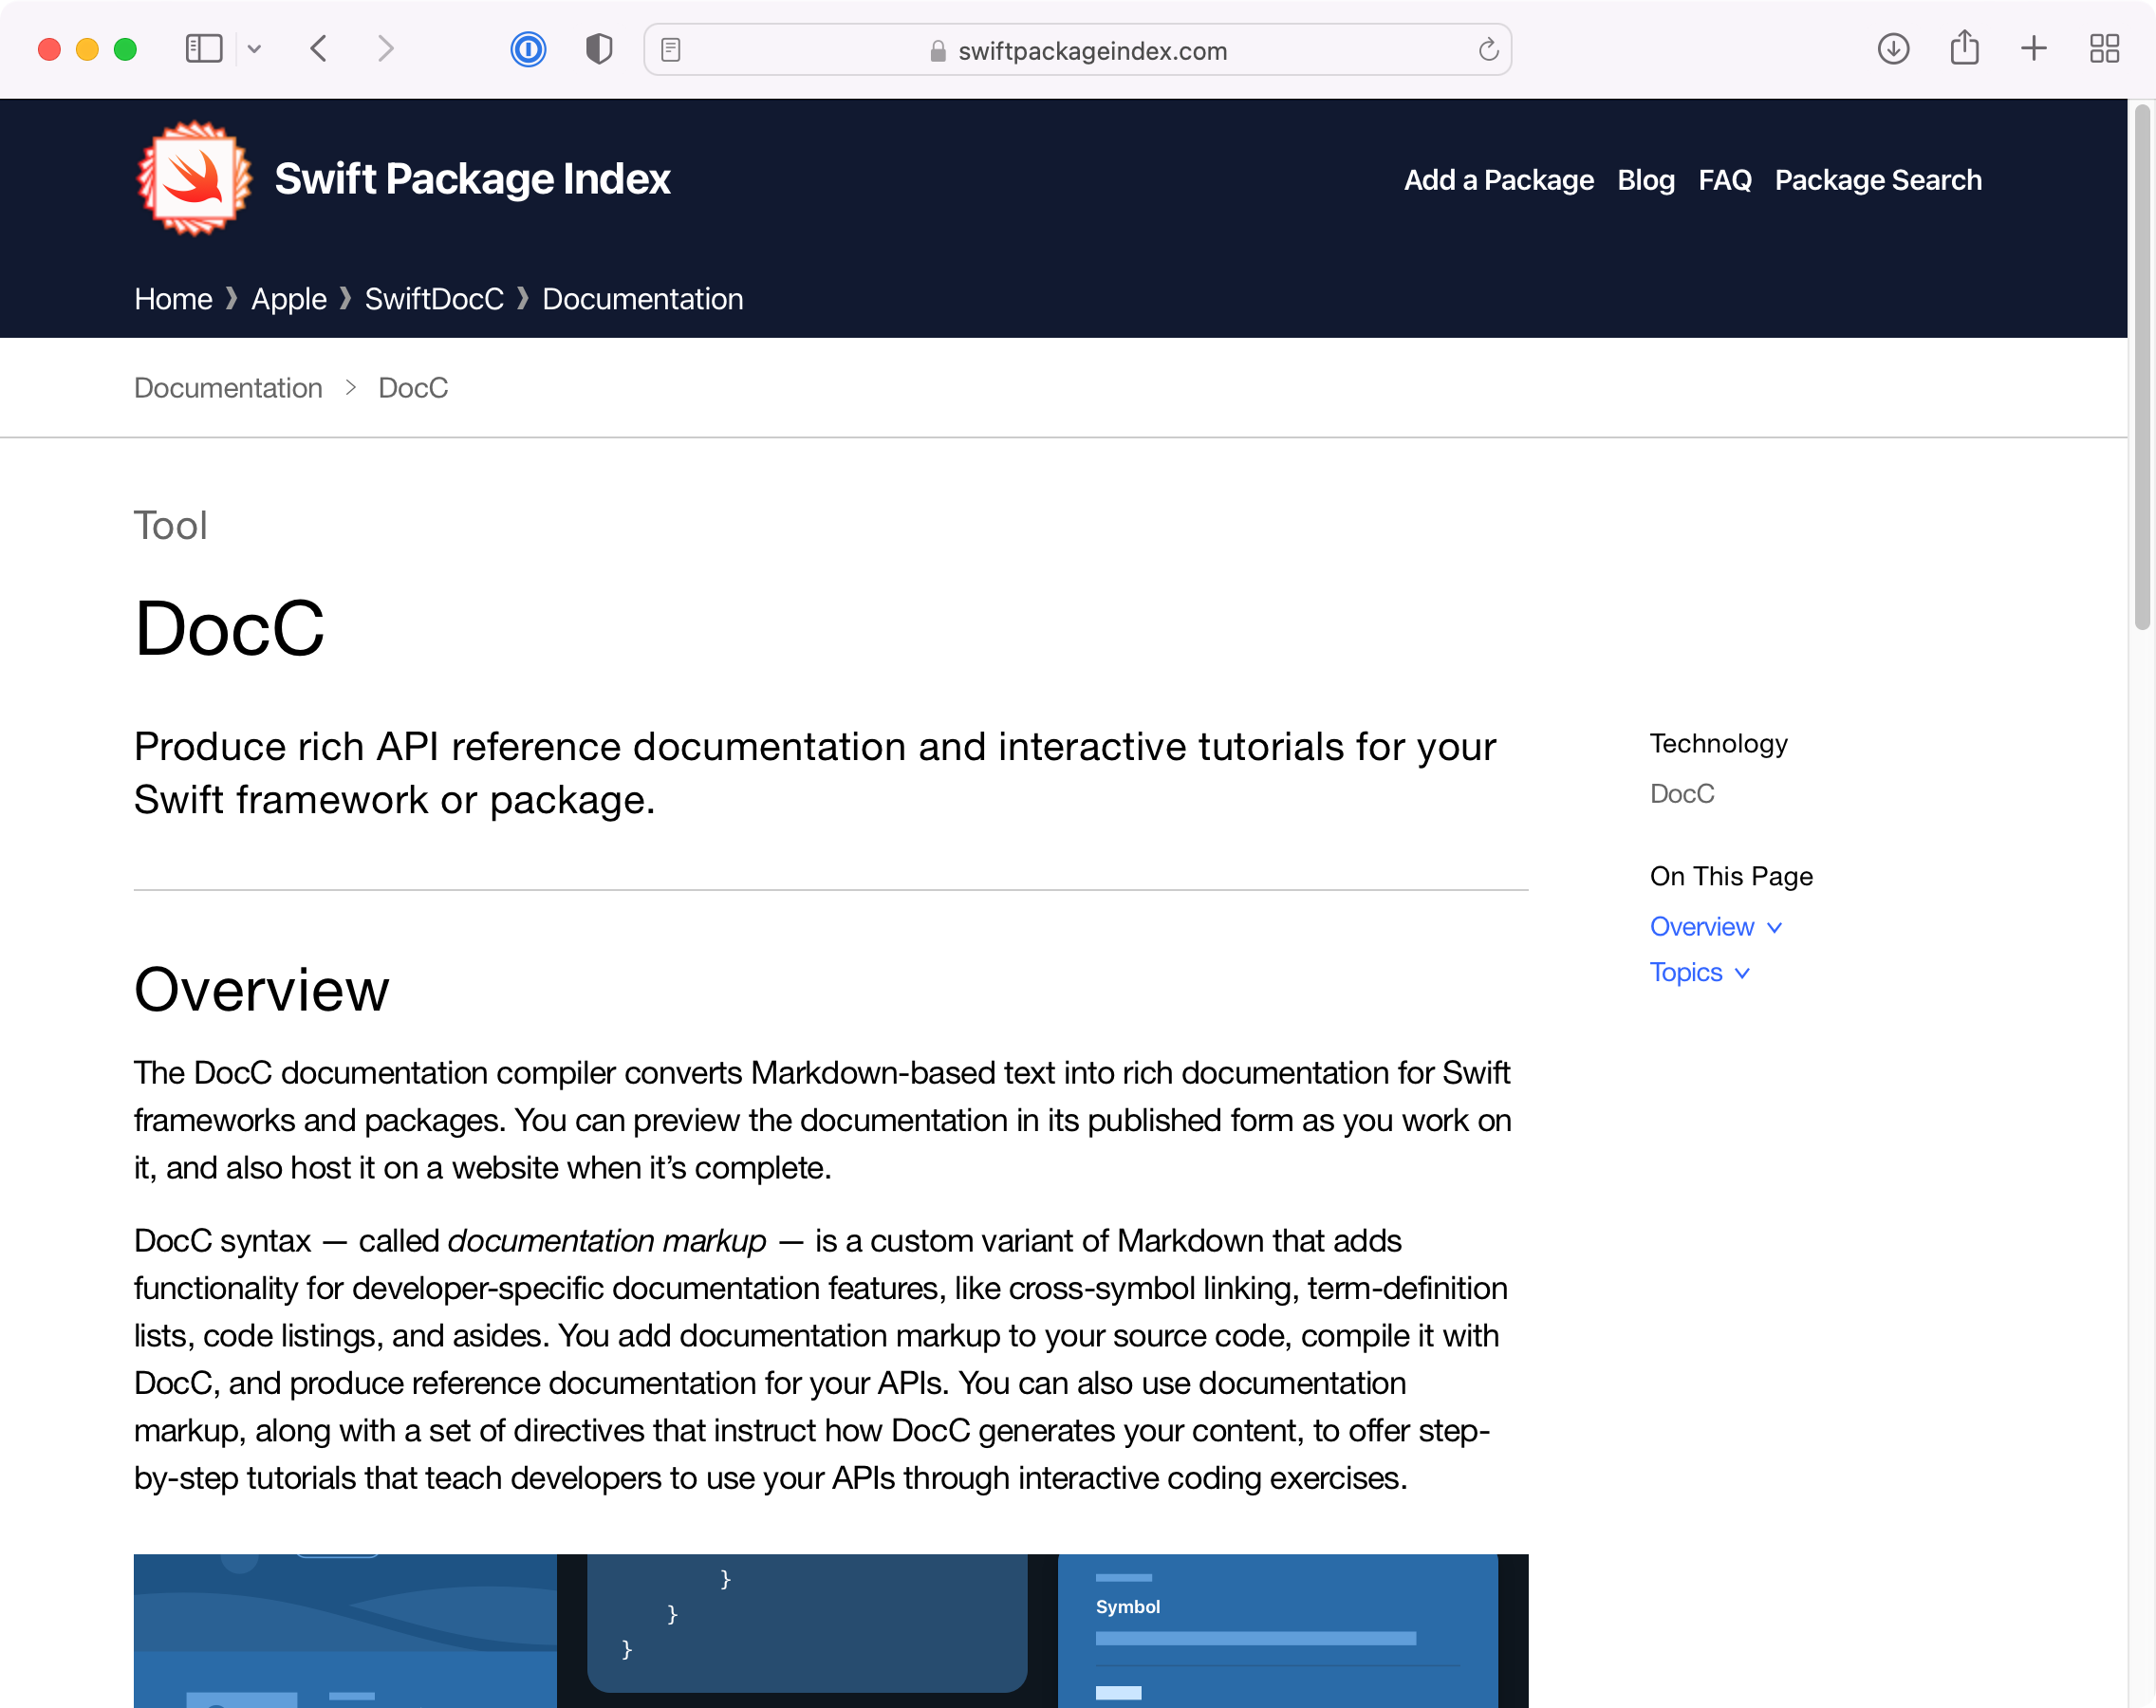 swiftpackageindex.com
Swift Package Index
Add a Package Blog FAQ Package Search
Home ❯ Apple ❯ SwiftDocC ❯ Documentation
Documentation > DocC
Tool
DocC
Produce rich API reference documentation and interactive tutorials for your
Swift framework or package.
Technology
DocC
On This Page
Overview
Topics
Overview
The DocC documentation compiler converts Markdown-based text into rich documentation for Swift
frameworks and packages. You can preview the documentation in its published form as you work on
it, and also host it on a website when it’s complete.
DocC syntax — called documentation markup — is a custom variant of Markdown that adds
functionality for developer-specific documentation features, like cross-symbol linking, term-definition
lists, code listings, and asides. You add documentation markup to your source code, compile it with
DocC, and produce reference documentation for your APIs. You can also use documentation
markup, along with a set of directives that instruct how DocC generates your content, to offer step-
by-step tutorials that teach developers to use your APIs through interactive coding exercises.
}
}
}
Symbol